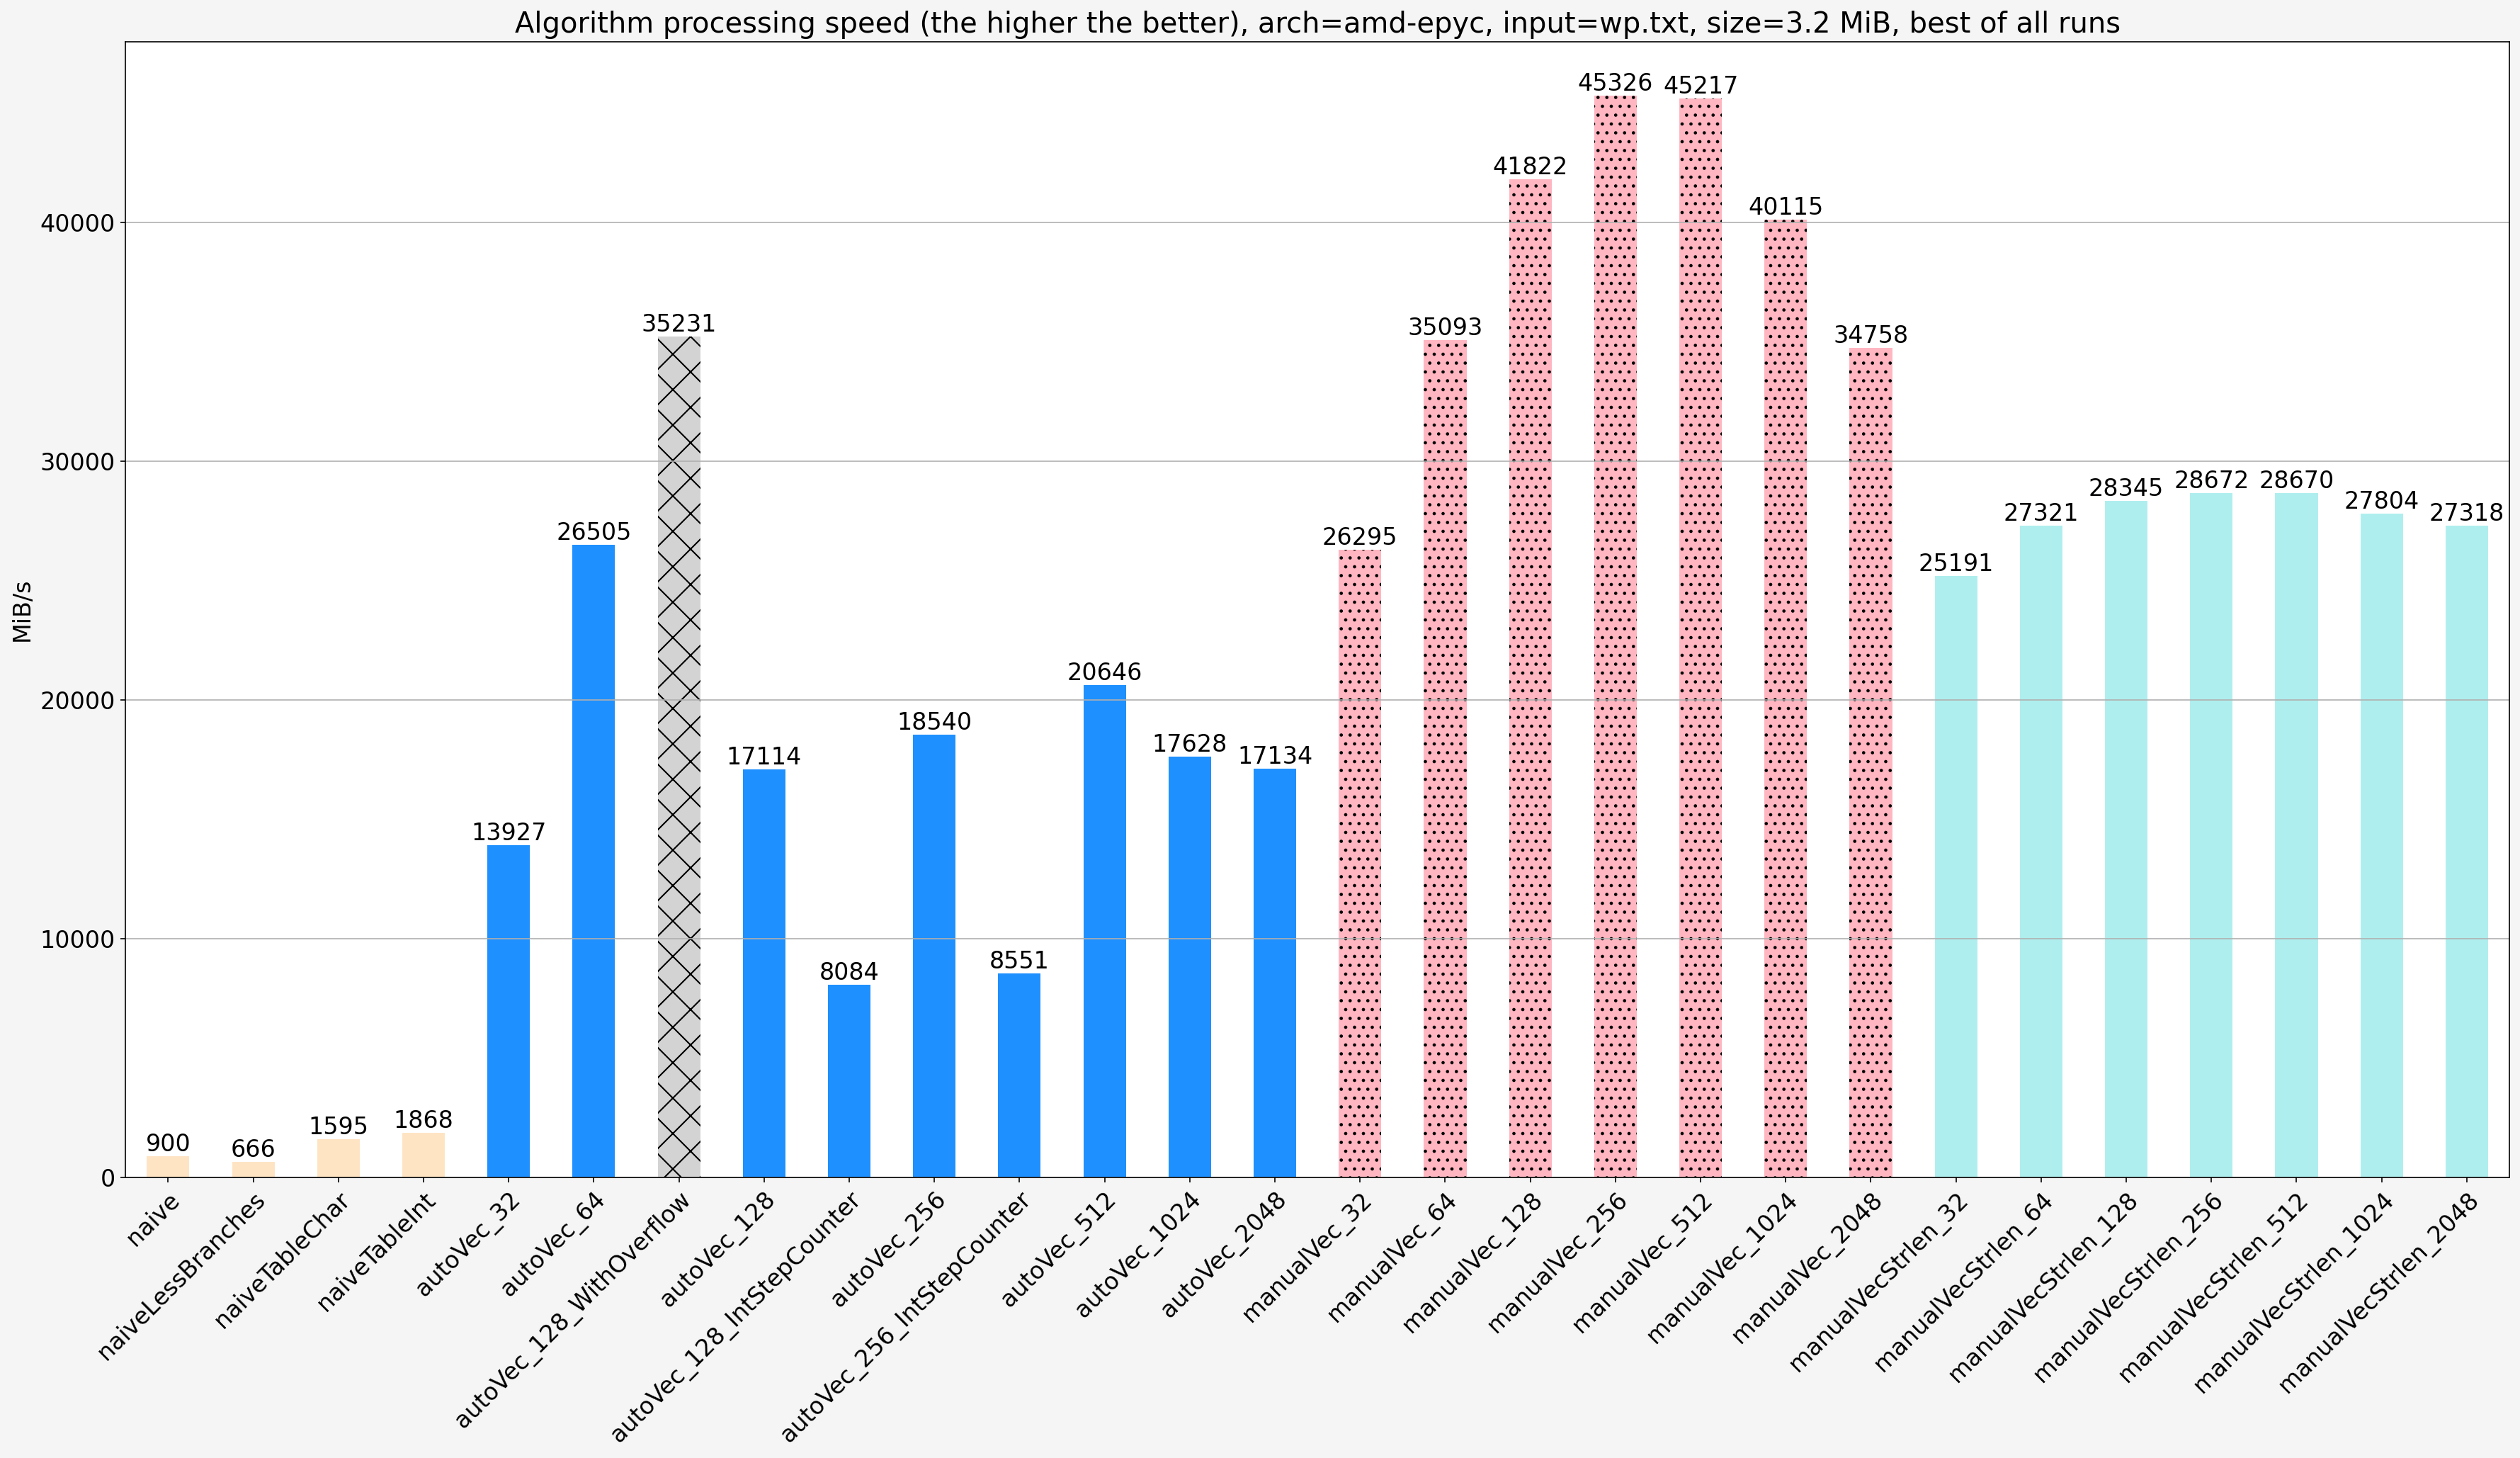 Algorithm processing speed (the higher the better), arch=amd-epyc, input=wp.txt, size=3.2 MiB, best of all runs
MiB/s
40000
30000
20000
10000
0
900
666
1595
1868
13927
26505
35231
17114
8084
18540
8551
20646
17628
17134
26295
35093
41822
45326
45217
40115
34758
25191
27321
28345
28672
28670
27804
27318
naive
naiveLessBranches
naiveTableChar
naiveTableInt
autoVec_32
autoVec_64
autoVec_128_WithOverflow
autoVec_128
autoVec_128_IntStepCounter
autoVec_256
autoVec_256_IntStepCounter
autoVec_512
autoVec_1024
autoVec_2048
manualVec_32
manualVec_64
manualVec_128
manualVec_256
manualVec_512
manualVec_1024
manualVec_2048
manualVecStrlen_32
manualVecStrlen_64
manualVecStrlen_128
manualVecStrlen_256
manualVecStrlen_512
manualVecStrlen_1024
manualVecStrlen_2048